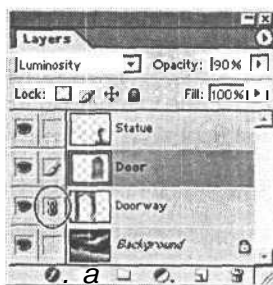 Layers
Luminosity Opacity: 90%
Lock: Fill: 100%
Statue
Door
Doorway
Background
a